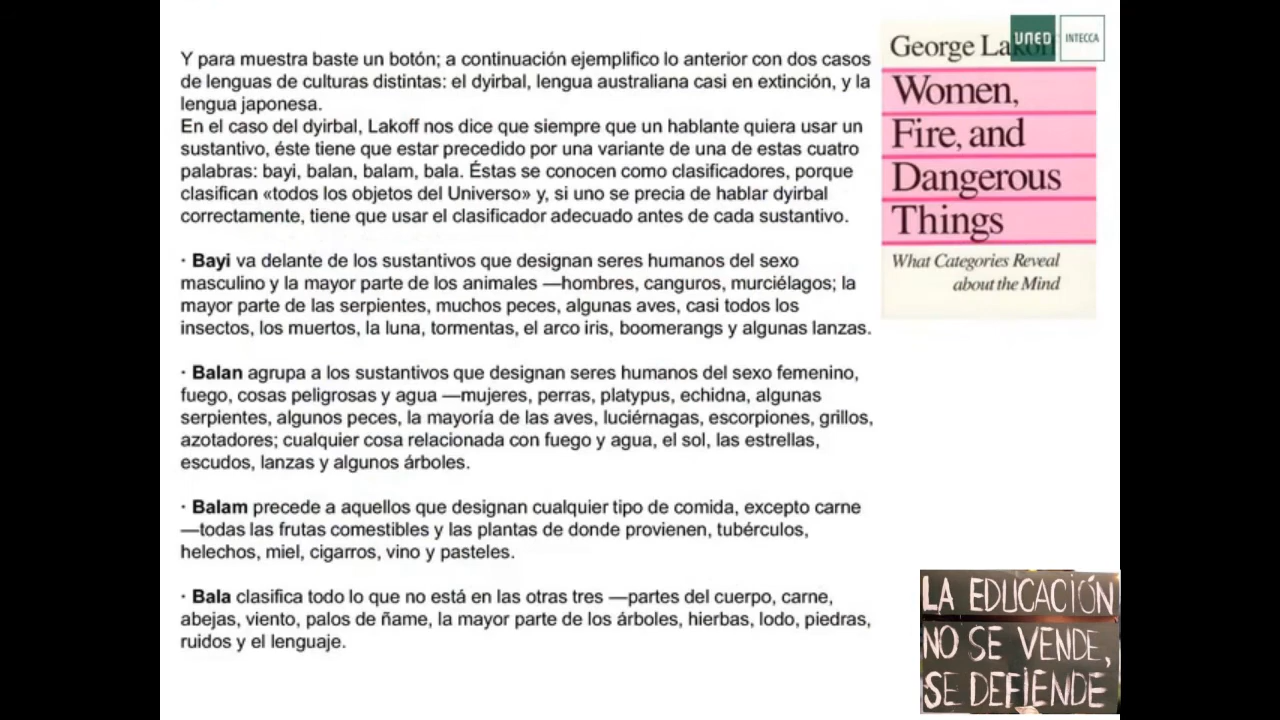 Y para muestra baste un botón; a continuación ejemplifico lo anterior con dos casos
de lenguas de culturas distintas: el dyirbal, lengua australiana casi en extinción, y la
lengua japonesa.
En el caso del dyirbal, Lakoff nos dice que siempre que un hablante quiera usar un
sustantivo, éste tiene que estar precedido por una variante de una de estas cuatro
palabras: bayi, balan, balam, bala. Éstas se conocen como clasificadores, porque
clasifican «todos los objetos del Universo» y, si uno se precia de hablar dyirbal
correctamente, tiene que usar el clasificador adecuado antes de cada sustantivo.
· Bayi va delante de los sustantivos que designan seres humanos del sexo
masculino y la mayor parte de los animales —hombres, canguros, murciélagos; la
mayor parte de las serpientes, muchos peces, algunas aves, casi todos los
insectos, los muertos, la luna, tormentas, el arco iris, boomerangs y algunas lanzas.
· Balan agrupa a los sustantivos que designan seres humanos del sexo femenino,
fuego, cosas peligrosas y agua —mujeres, perras, platypus, echidna, algunas
serpientes, algunos peces, la mayoría de las aves, luciérnagas, escorpiones, grillos,
azotadores; cualquier cosa relacionada con fuego y agua, el sol, las estrellas,
escudos, lanzas y algunos árboles.
· Balam precede a aquellos que designan cualquier tipo de comida, excepto carne
—todas las frutas comestibles y las plantas de donde provienen, tubérculos,
helechos, miel, cigarros, vino y pasteles.
· Bala clasifica todo lo que no está en las otras tres —partes del cuerpo, carne,
abejas, viento, palos de ñame, la mayor parte de los árboles, hierbas, lodo, piedras,
ruidos y el lenguaje.
George Lakoff
UNED INTECCA
Women,
Fire, and
Dangerous
Things
What Categories Reveal
about the Mind
LA EDUCACIÓN
NO SE VENDE,
SE DEFIENDE